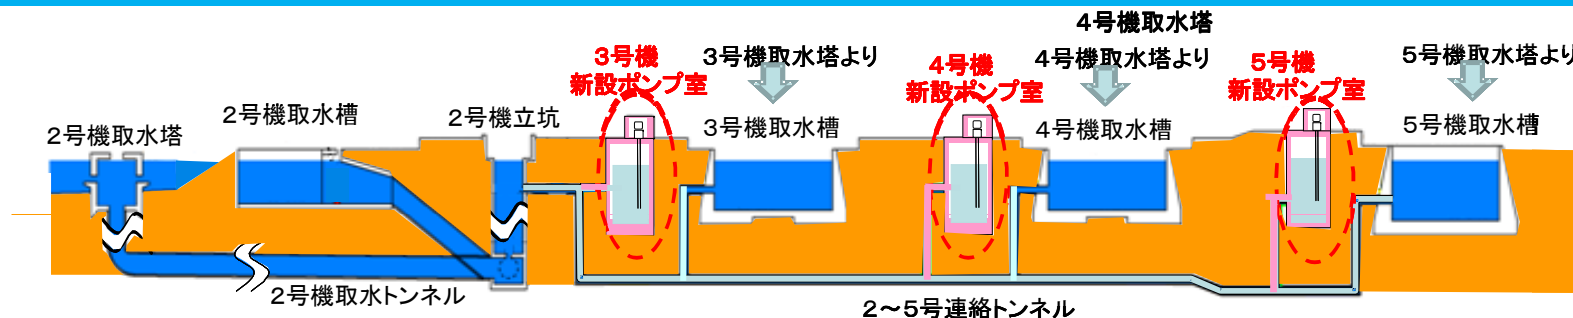 4号機取水塔
3号機
新設ポンプ室
3号機取水塔より
4号機
新設ポンプ室
4号機取水塔より
5号機
新設ポンプ室
5号機取水塔より
2号機取水塔
2号機取水槽
2号機立坑
3号機取水槽
4号機取水槽
5号機取水槽
2号機取水トンネル
2～5号連絡トンネル